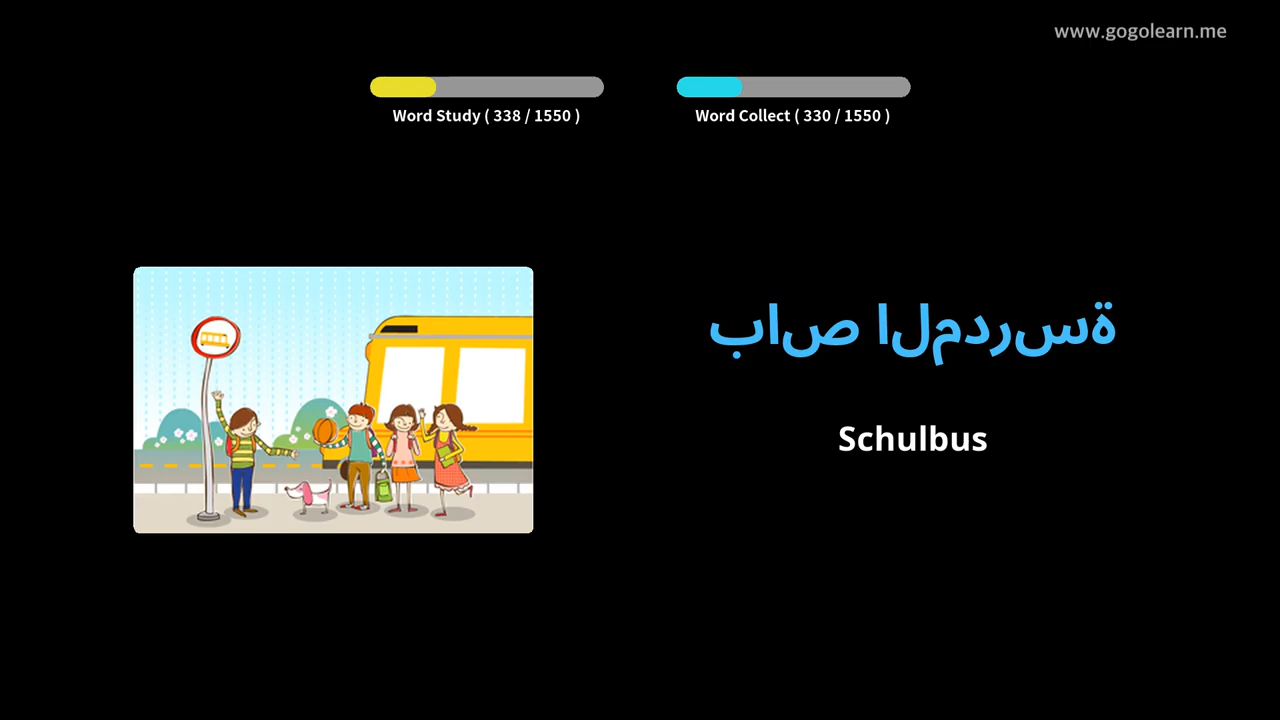 www.gogolearn.me
Word Study ( 338 / 1550 )
Word Collect ( 330 / 1550 )
باص المدرسة
Schulbus